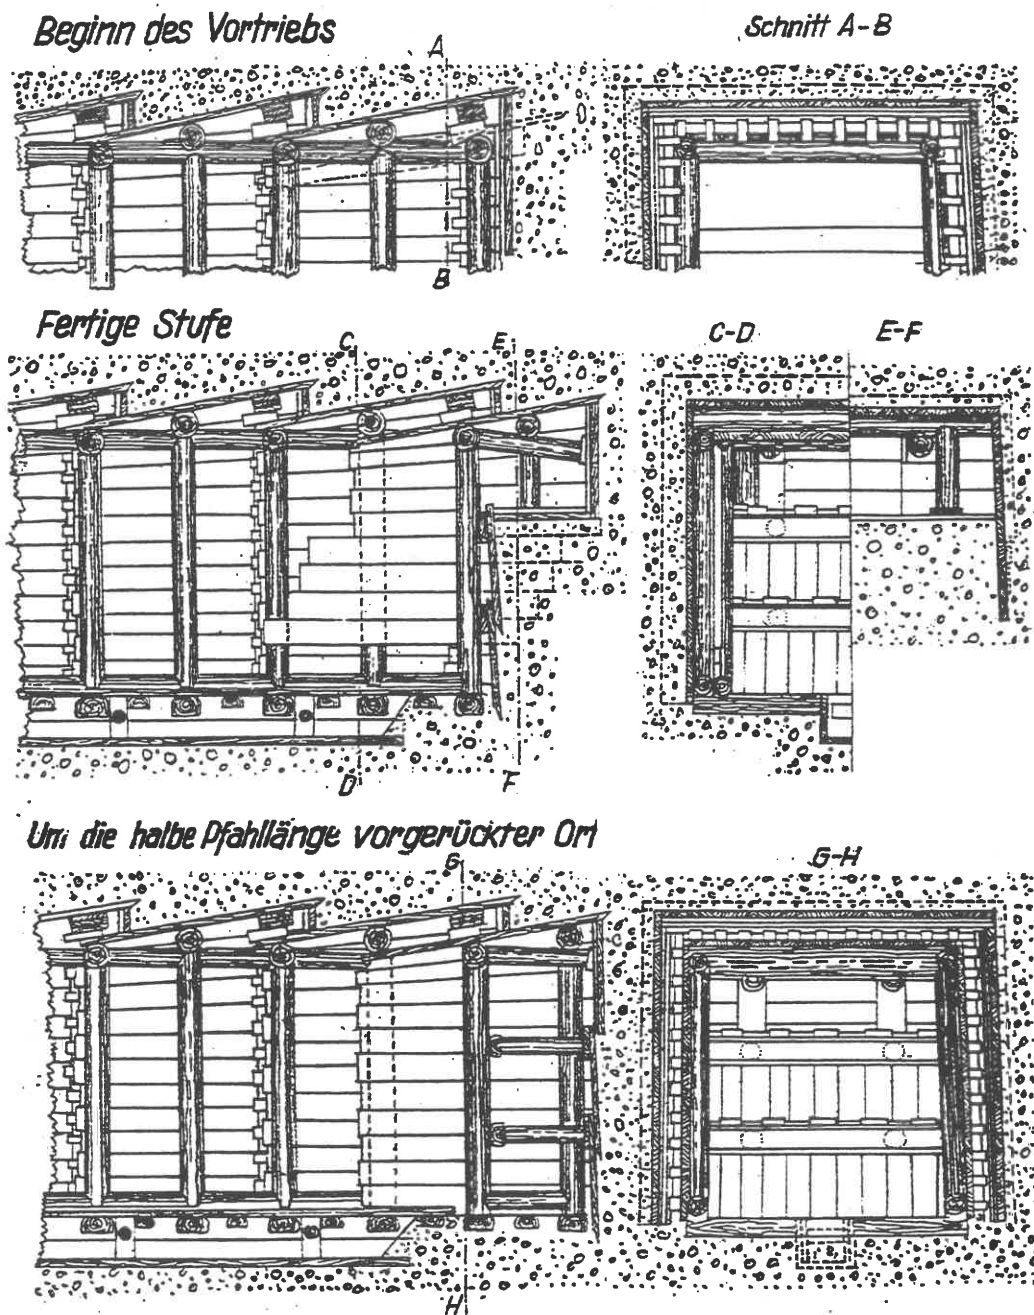 Beginn des Vortriebs
Schnitt A-B
A
B
Fertige Stufe
C
E
C-D
E-F
D
F
Um die halbe Pfahllänge vorgerückter Ort
G
G-H
H